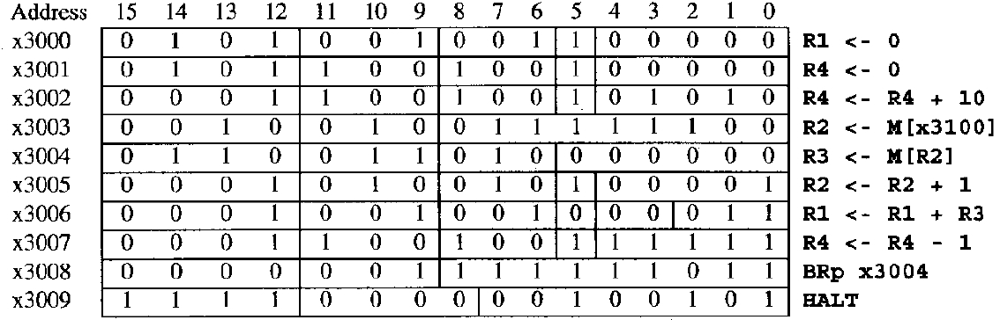 Address 15 14 13 12 11 10 9 8 7 6 5 4 3 2 1 0
x3000 0 1 0 1 0 0 1 0 0 1 1 0 0 0 0 0 R1 <- 0
x3001 0 1 0 1 1 0 0 1 0 0 1 0 0 0 0 0 R4 <- 0
x3002 0 0 0 1 1 0 0 1 0 0 1 0 1 0 1 0 R4 <- R4 + 10
x3003 0 0 1 0 0 1 0 0 1 1 1 1 1 1 0 0 R2 <- M[x3100]
x3004 0 1 1 0 0 1 1 0 1 0 0 0 0 0 0 0 R3 <- M[R2]
x3005 0 0 0 1 0 1 0 0 1 0 1 0 0 0 0 1 R2 <- R2 + 1
x3006 0 0 0 1 0 0 1 0 0 1 0 0 0 0 1 1 R1 <- R1 + R3
x3007 0 0 0 1 1 0 0 1 0 0 1 1 1 1 1 1 R4 <- R4 - 1
x3008 0 0 0 0 0 0 1 1 1 1 1 1 1 0 1 1 BRp x3004
x3009 1 1 1 1 0 0 0 0 0 0 1 0 0 1 0 1 HALT